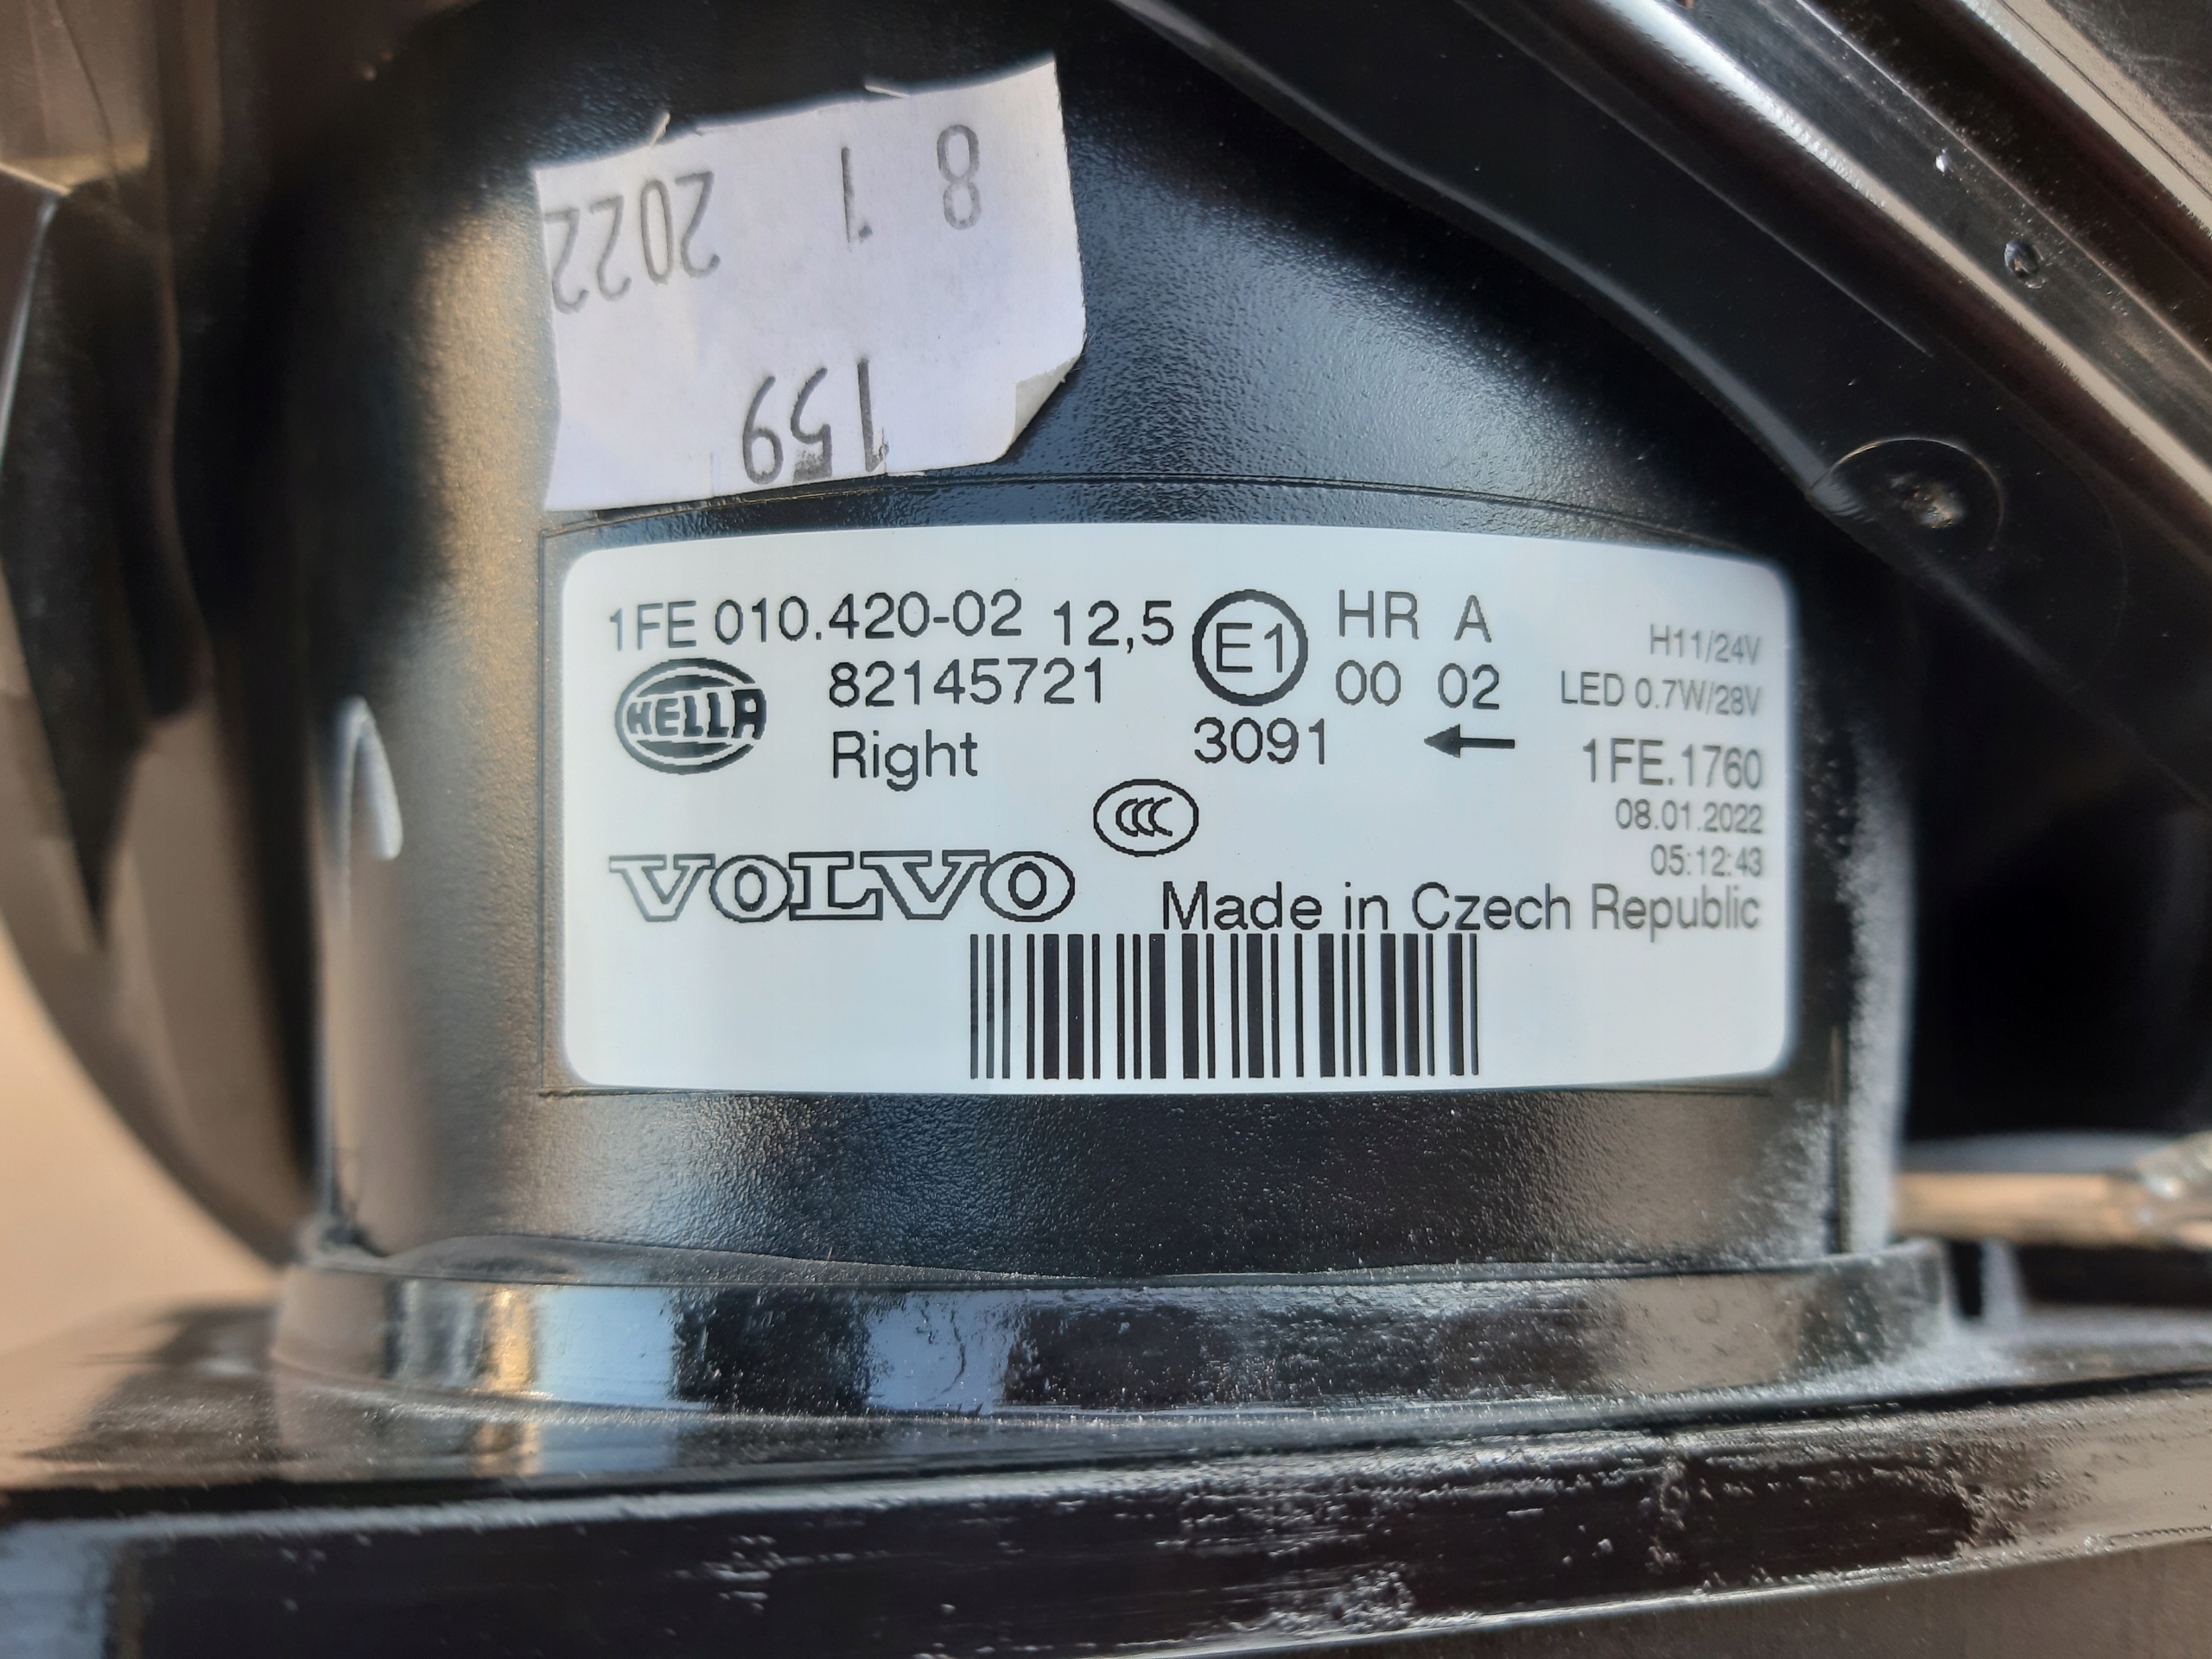 8 1 2022
159
1FE 010.420-02 12,5 E1 HR A
HELLA 82145721 00 02
Right 3091 ←
H11/24V
LED 0.7W/28V
1FE.1760
08.01.2022
05:12:43
CCC
VOLVO
Made in Czech Republic